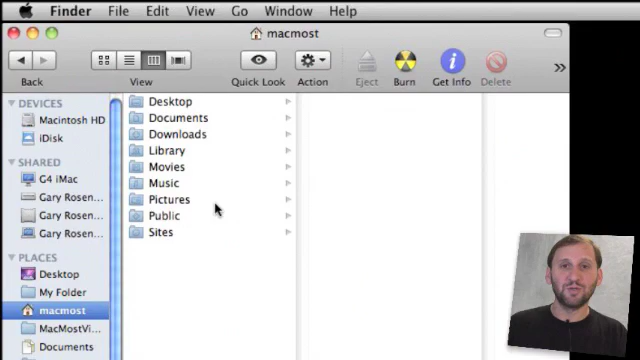 Finder File Edit View Go Window Help
macmost
Back View Quick Look Action Eject Burn Get Info Delete
DEVICES
Macintosh HD
iDisk
SHARED
G4 iMac
Gary Rosen...
Gary Rosen...
Gary Rosen...
PLACES
Desktop
My Folder
macmost
MacMostVi...
Documents
Desktop
Documents
Downloads
Library
Movies
Music
Pictures
Public
Sites